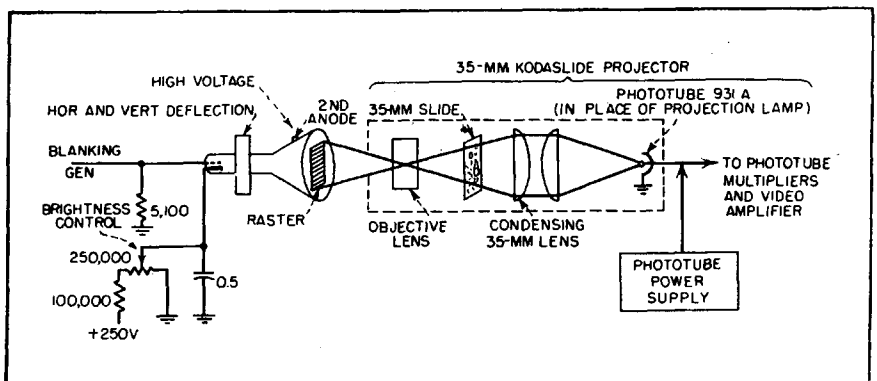 35-MM KODASLIDE PROJECTOR
HIGH VOLTAGE
HOR AND VERT DEFLECTION
2ND
ANODE
35-MM SLIDE
PHOTOTUBE 931 A
(IN PLACE OF PROJECTION LAMP)
BLANKING
GEN
TO PHOTOTUBE
MULTIPLIERS
AND VIDEO
AMPLIFIER
5,100
RASTER
OBJECTIVE
LENS
CONDENSING
35-MM LENS
BRIGHTNESS
CONTROL
250,000
0.5
100,000
+250V
PHOTOTUBE
POWER
SUPPLY